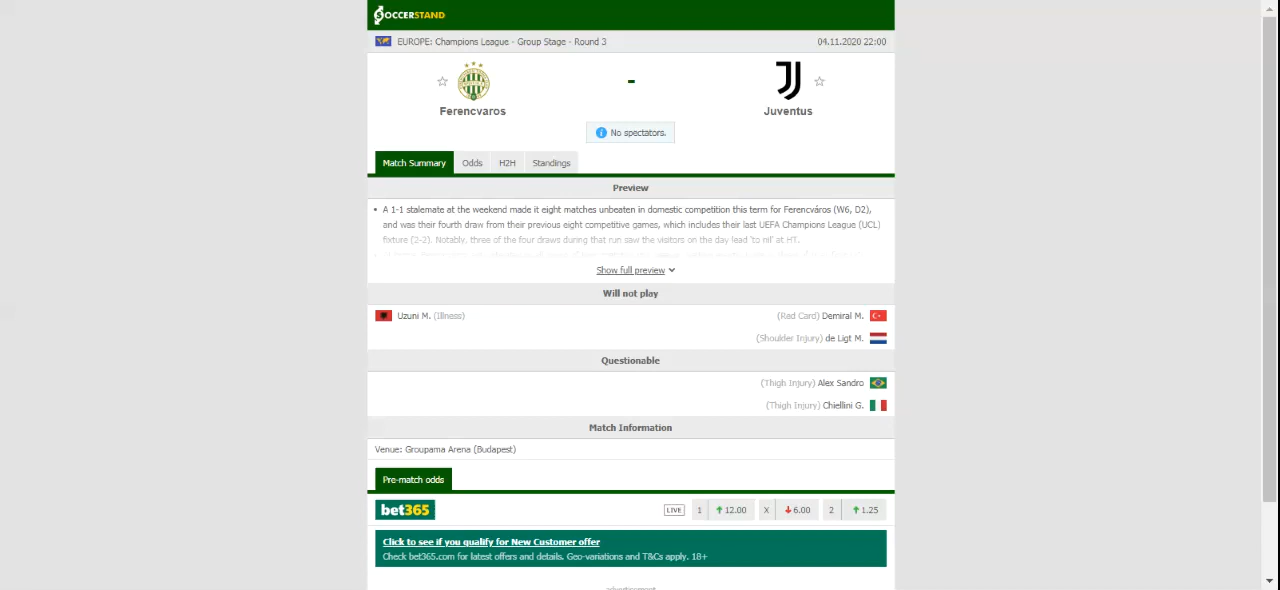 SOCCERSTAND
EUROPE: Champions League - Group Stage - Round 3 04.11.2020 22:00
-
Ferencvaros Juventus
No spectators.
Match Summary Odds H2H Standings
Preview
• A 1-1 stalemate at the weekend made it eight matches unbeaten in domestic competition this term for Ferencváros (W6, D2),
and was their fourth draw from their previous eight competitive games, which includes their last UEFA Champions League (UCL)
fixture (2-2). Notably, three of the four draws during that run saw the visitors on the day lead 'to nil' at HT.
Show full preview
Will not play
Uzuni M. (Illness) (Red Card) Demiral M.
(Shoulder Injury) de Ligt M.
Questionable
(Thigh Injury) Alex Sandro
(Thigh Injury) Chiellini G.
Match Information
Venue: Groupama Arena (Budapest)
Pre-match odds
bet365 LIVE 1 12.00 X 6.00 2 1.25
Click to see if you qualify for New Customer offer
Check bet365.com for latest offers and details. Geo-variations and T&Cs apply. 18+
advertisement